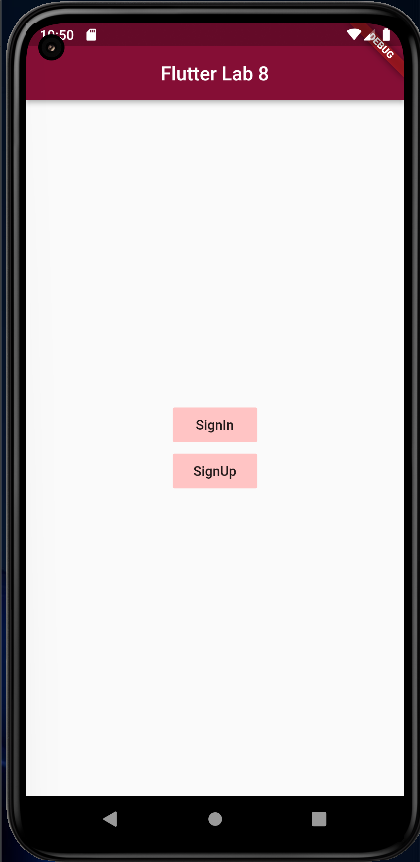 10:50
DEBUG
Flutter Lab 8
SignIn
SignUp